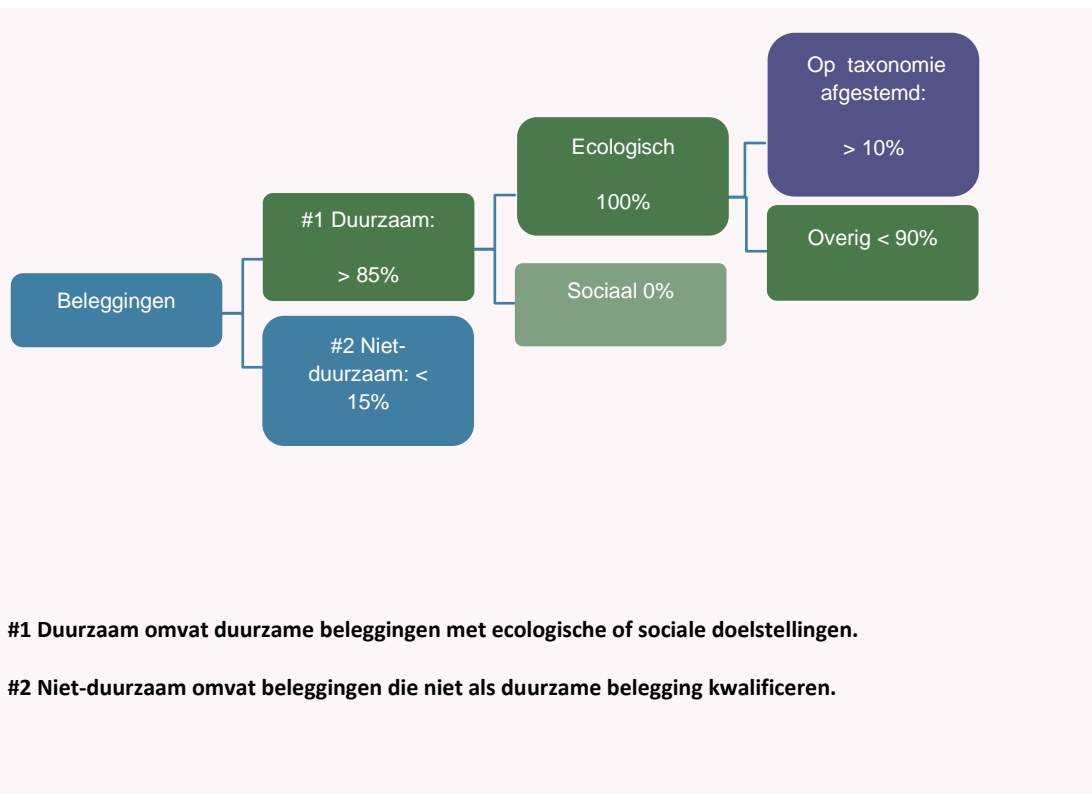 Op taxonomie
afgestemd:
> 10%
Ecologisch
100%
Overig < 90%
#1 Duurzaam:
> 85%
Sociaal 0%
Beleggingen
#2 Niet-
duurzaam: <
15%
#1 Duurzaam omvat duurzame beleggingen met ecologische of sociale doelstellingen.
#2 Niet-duurzaam omvat beleggingen die niet als duurzame belegging kwalificeren.